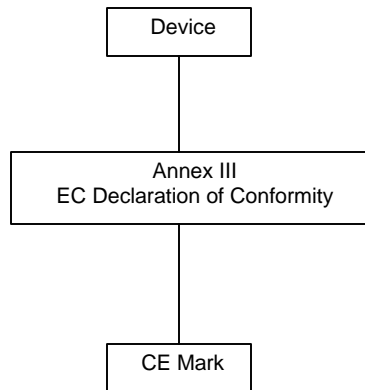 Device
Annex III
EC Declaration of Conformity
CE Mark